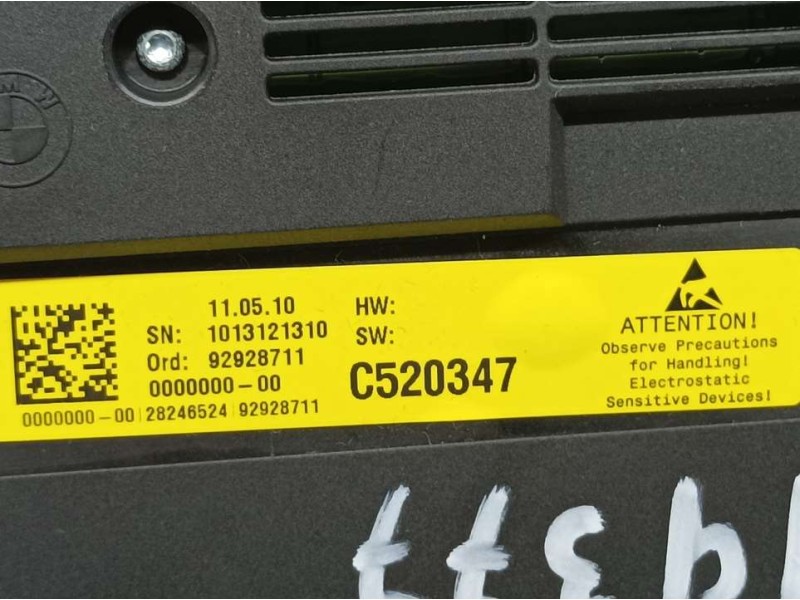 BMW
11.05.10
SN: 1013121310
Ord: 92928711
0000000-00
0000000-00 28246524 92928711
HW:
SW:
C520347
ATTENTION!
Observe Precautions
for Handling!
Electrostatic
Sensitive Devices!